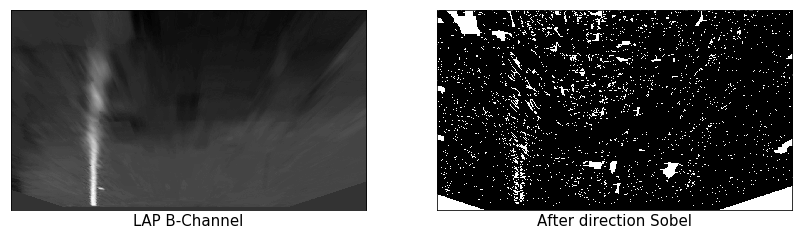 LAP B-Channel
After direction Sobel